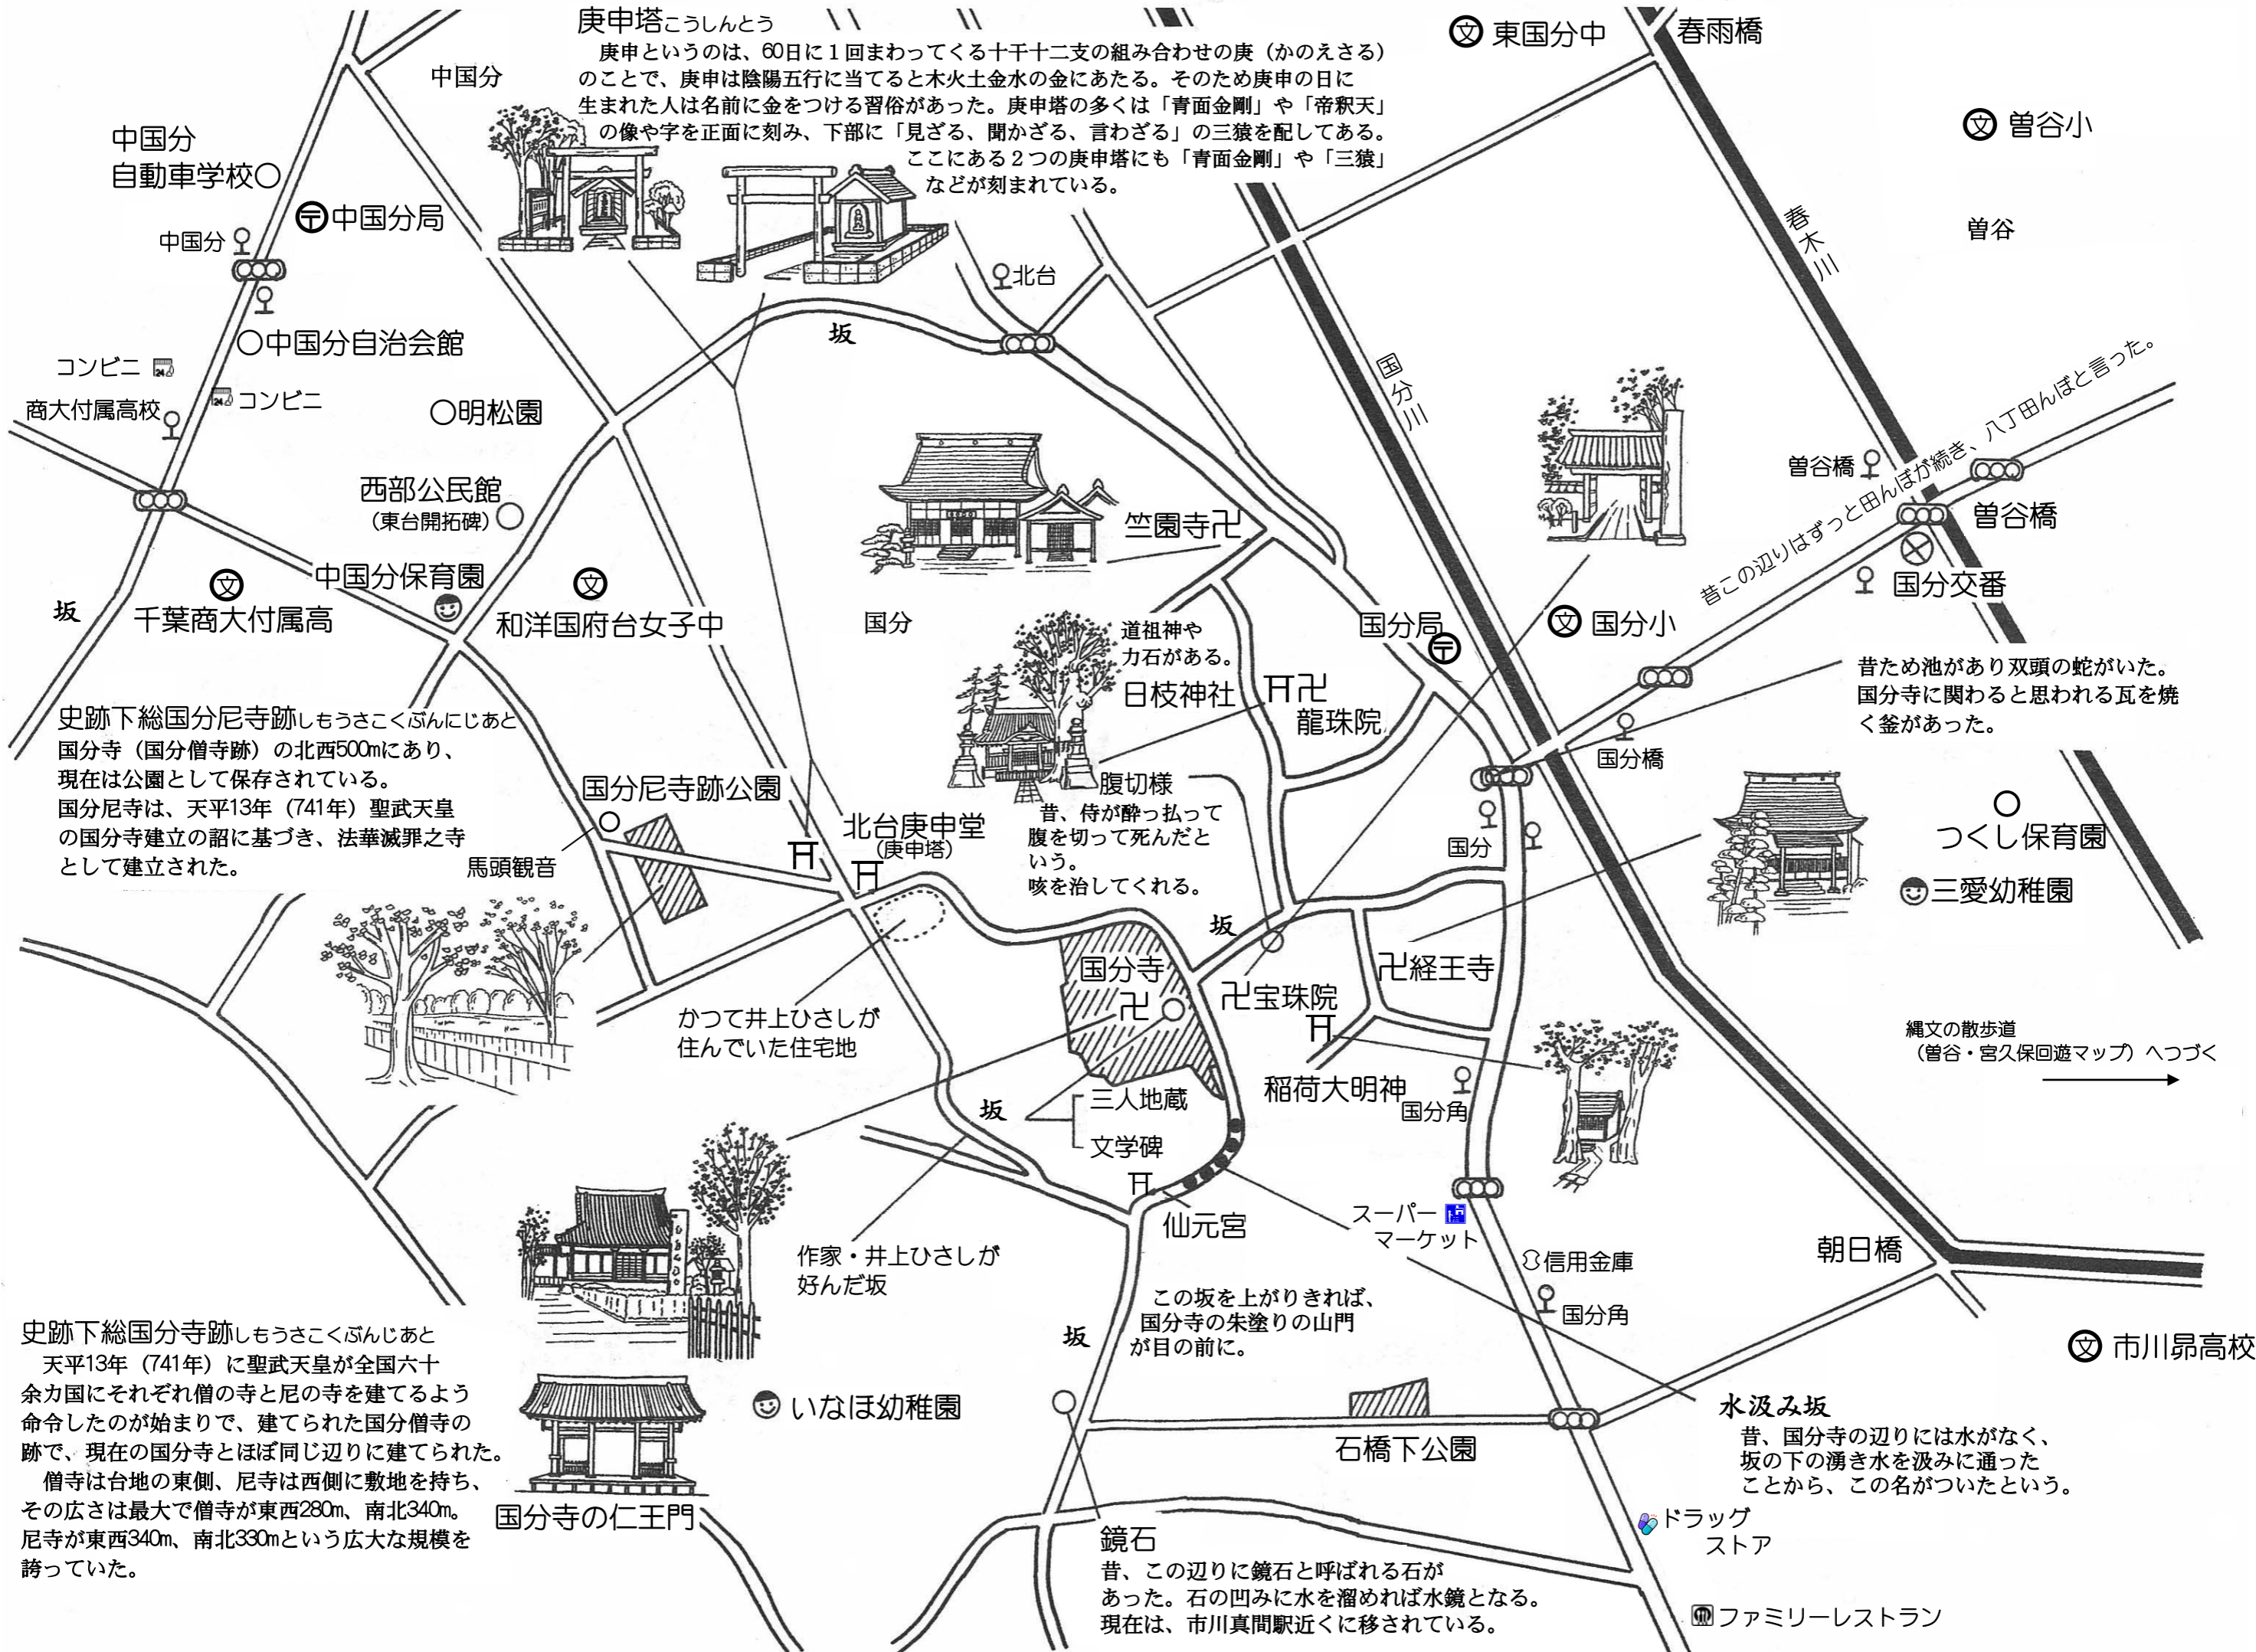 庚申塔こうしんとう
庚申というのは、60日に1回まわってくる十干十二支の組み合わせの庚（かのえさる）
のことで、庚申は陰陽五行に当てると木火土金水の金にあたる。そのため庚申の日に
生まれた人は名前に金をつける習俗があった。庚申塔の多くは「青面金剛」や「帝釈天」
の像や字を正面に刻み、下部に「見ざる、聞かざる、言わざる」の三猿を配してある。
ここにある２つの庚申塔にも「青面金剛」や「三猿」
などが刻まれている。
文 東国分中
春雨橋
文 曽谷小
曽谷
春木川
中国分
中国分
自動車学校
〒中国分局
中国分
北台
坂
中国分自治会館
コンビニ
コンビニ
商大付属高校
明松園
国分川
昔この辺りはずっと田んぼが続き、八丁田んぼと言った。
曽谷橋
曽谷橋
国分交番
西部公民館
（東台開拓碑）
竺園寺卍
中国分保育園
文
千葉商大付属高
坂
文
和洋国府台女子中
国分
道祖神や
力石がある。
日枝神社
卍
龍珠院
国分局
〒
文 国分小
昔ため池があり双頭の蛇がいた。
国分寺に関わると思われる瓦を焼
く釜があった。
国分橋
史跡下総国分尼寺跡しもうさこくぶんにじあと
国分寺（国分僧寺跡）の北西500mにあり、
現在は公園として保存されている。
国分尼寺は、天平13年（741年）聖武天皇
の国分寺建立の詔に基づき、法華滅罪之寺
として建立された。
国分尼寺跡公園
馬頭観音
北台庚申堂
（庚申塔）
腹切様
昔、侍が酔っ払って
腹を切って死んだと
いう。
咳を治してくれる。
国分
つくし保育園
三愛幼稚園
坂
国分寺
卍
卍宝珠院
卍経王寺
かつて井上ひさしが
住んでいた住宅地
縄文の散歩道
（曽谷・宮久保回遊マップ）へつづく
稲荷大明神
国分角
坂
三人地蔵
文学碑
仙元宮
スーパー
マーケット
信用金庫
国分角
朝日橋
作家・井上ひさしが
好んだ坂
この坂を上がりきれば、
国分寺の朱塗りの山門
が目の前に。
坂
史跡下総国分寺跡しもうさこくぶんじあと
天平13年（741年）に聖武天皇が全国六十
余カ国にそれぞれ僧の寺と尼の寺を建てるよう
命令したのが始まりで、建てられた国分僧寺の
跡で、現在の国分寺とほぼ同じ辺りに建てられた。
僧寺は台地の東側、尼寺は西側に敷地を持ち、
その広さは最大で僧寺が東西280m、南北340m。
尼寺が東西340m、南北330mという広大な規模を
誇っていた。
国分寺の仁王門
いなほ幼稚園
石橋下公園
文 市川昴高校
水汲み坂
昔、国分寺の辺りには水がなく、
坂の下の湧き水を汲みに通った
ことから、この名がついたという。
ドラッグ
ストア
鏡石
昔、この辺りに鏡石と呼ばれる石が
あった。石の凹みに水を溜めれば水鏡となる。
現在は、市川真間駅近くに移されている。
ファミリーレストラン